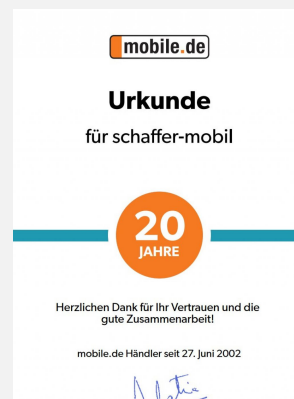 mobile.de
Urkunde
für schaffer-mobil
20
JAHRE
Herzlichen Dank für Ihr Vertrauen und die
gute Zusammenarbeit!
mobile.de Händler seit 27. Juni 2002